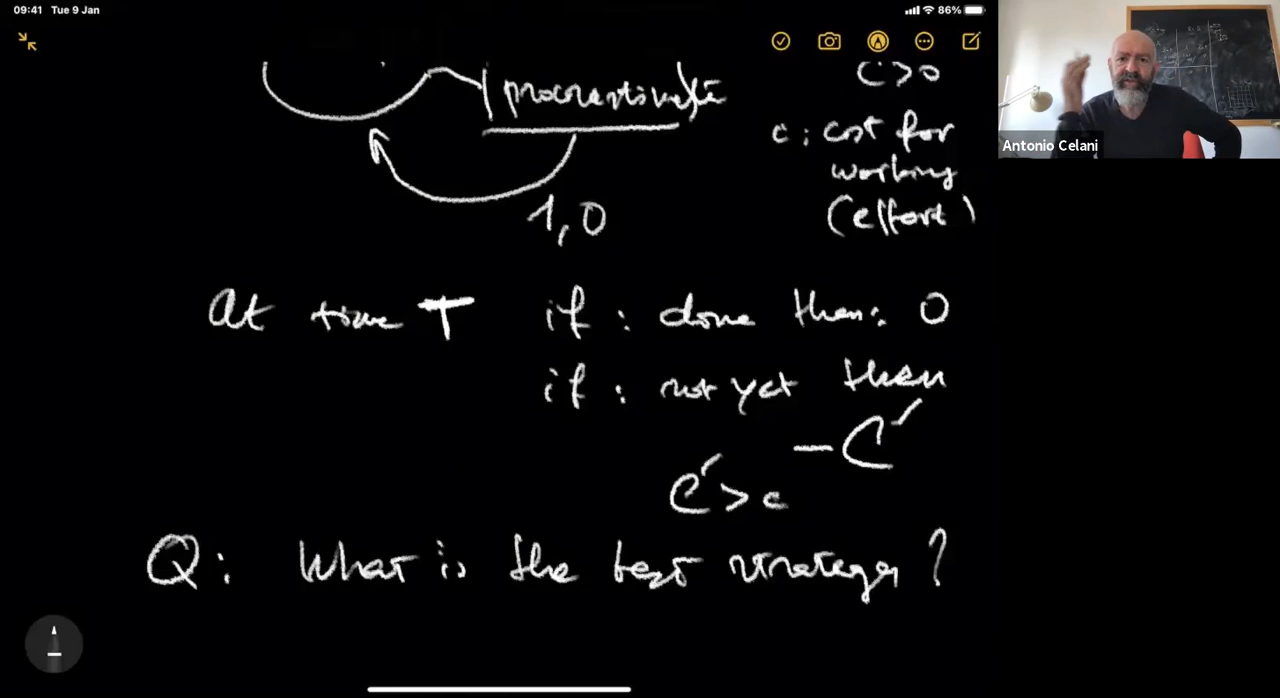 09:41 Tue 9 Jan
86%
procrastinate
C > 0
c: cost for
working
(effort)
1, 0
Antonio Celani
At time T if: done then: 0
if: not yet then
-C'
C' > c
Q: What is the best strategy?